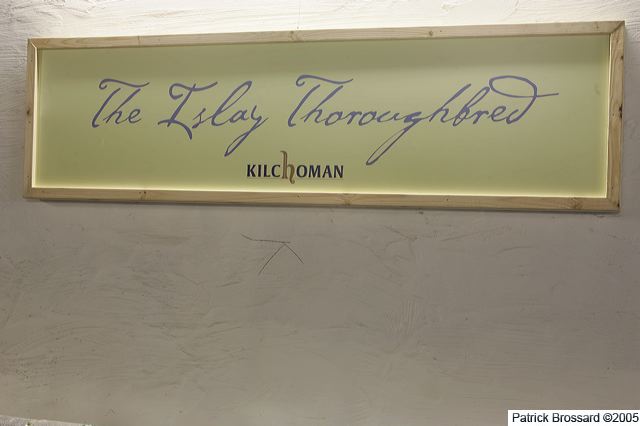 The Islay Thoroughbred
KILCHOMAN
Patrick Brossard ©2005